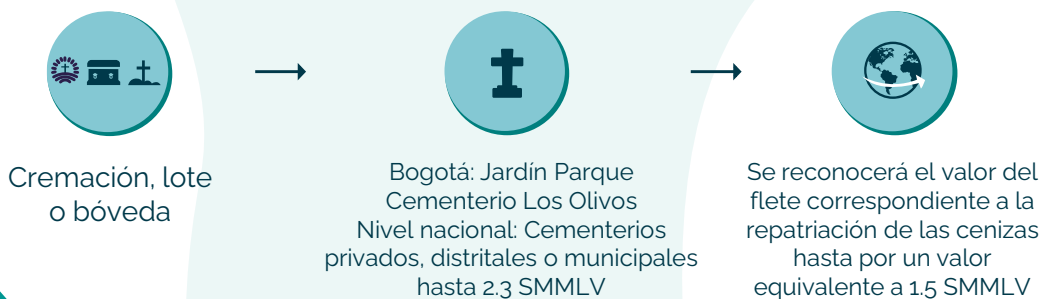 Cremación, lote
o bóveda
Bogotá: Jardín Parque
Cementerio Los Olivos
Nivel nacional: Cementerios
privados, distritales o municipales
hasta 2.3 SMMLV
Se reconocerá el valor del
flete correspondiente a la
repatriación de las cenizas
hasta por un valor
equivalente a 1.5 SMMLV